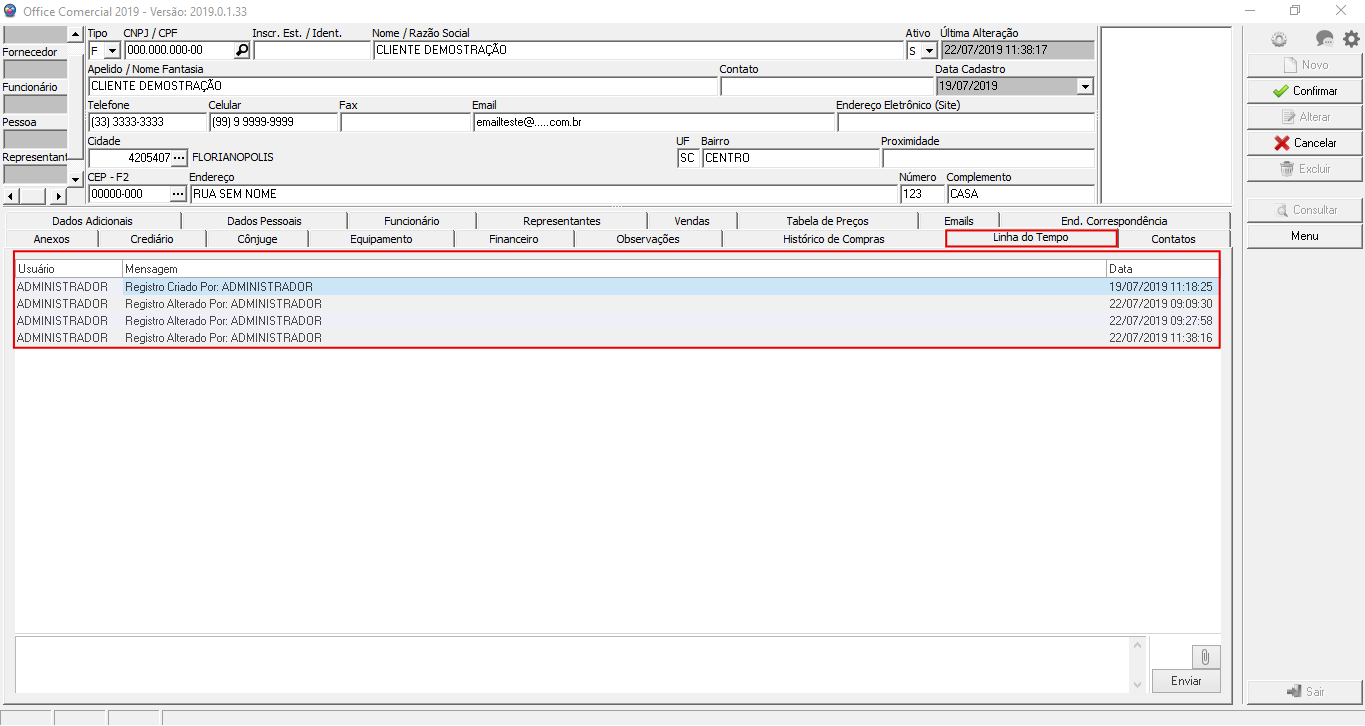 Office Comercial 2019 - Versão: 2019.0.1.33
Fornecedor
Funcionário
Pessoa
Representant
Tipo CNPJ / CPF Inscr. Est. / Ident. Nome / Razão Social Ativo Última Alteração
F 000.000.000-00 CLIENTE DEMOSTRAÇÃO S 22/07/2019 11:38:17
Apelido / Nome Fantasia Contato Data Cadastro
CLIENTE DEMOSTRAÇÃO 19/07/2019
Telefone Celular Fax Email Endereço Eletrônico (Site)
(33) 3333-3333 (99) 9 9999-9999 emailteste@.....com.br
Cidade UF Bairro Proximidade
4205407 ... FLORIANOPOLIS SC CENTRO
CEP - F2 Endereço Número Complemento
00000-000 ... RUA SEM NOME 123 CASA
Novo
Confirmar
Alterar
Cancelar
Excluir
Consultar
Menu
Dados Adicionais Dados Pessoais Funcionário Representantes Vendas Tabela de Preços Emails End. Correspondência
Anexos Crediário Cônjuge Equipamento Financeiro Observações Histórico de Compras Linha do Tempo Contatos
Usuário Mensagem Data
ADMINISTRADOR Registro Criado Por: ADMINISTRADOR 19/07/2019 11:18:25
ADMINISTRADOR Registro Alterado Por: ADMINISTRADOR 22/07/2019 09:09:30
ADMINISTRADOR Registro Alterado Por: ADMINISTRADOR 22/07/2019 09:27:58
ADMINISTRADOR Registro Alterado Por: ADMINISTRADOR 22/07/2019 11:38:16
Enviar
Sair